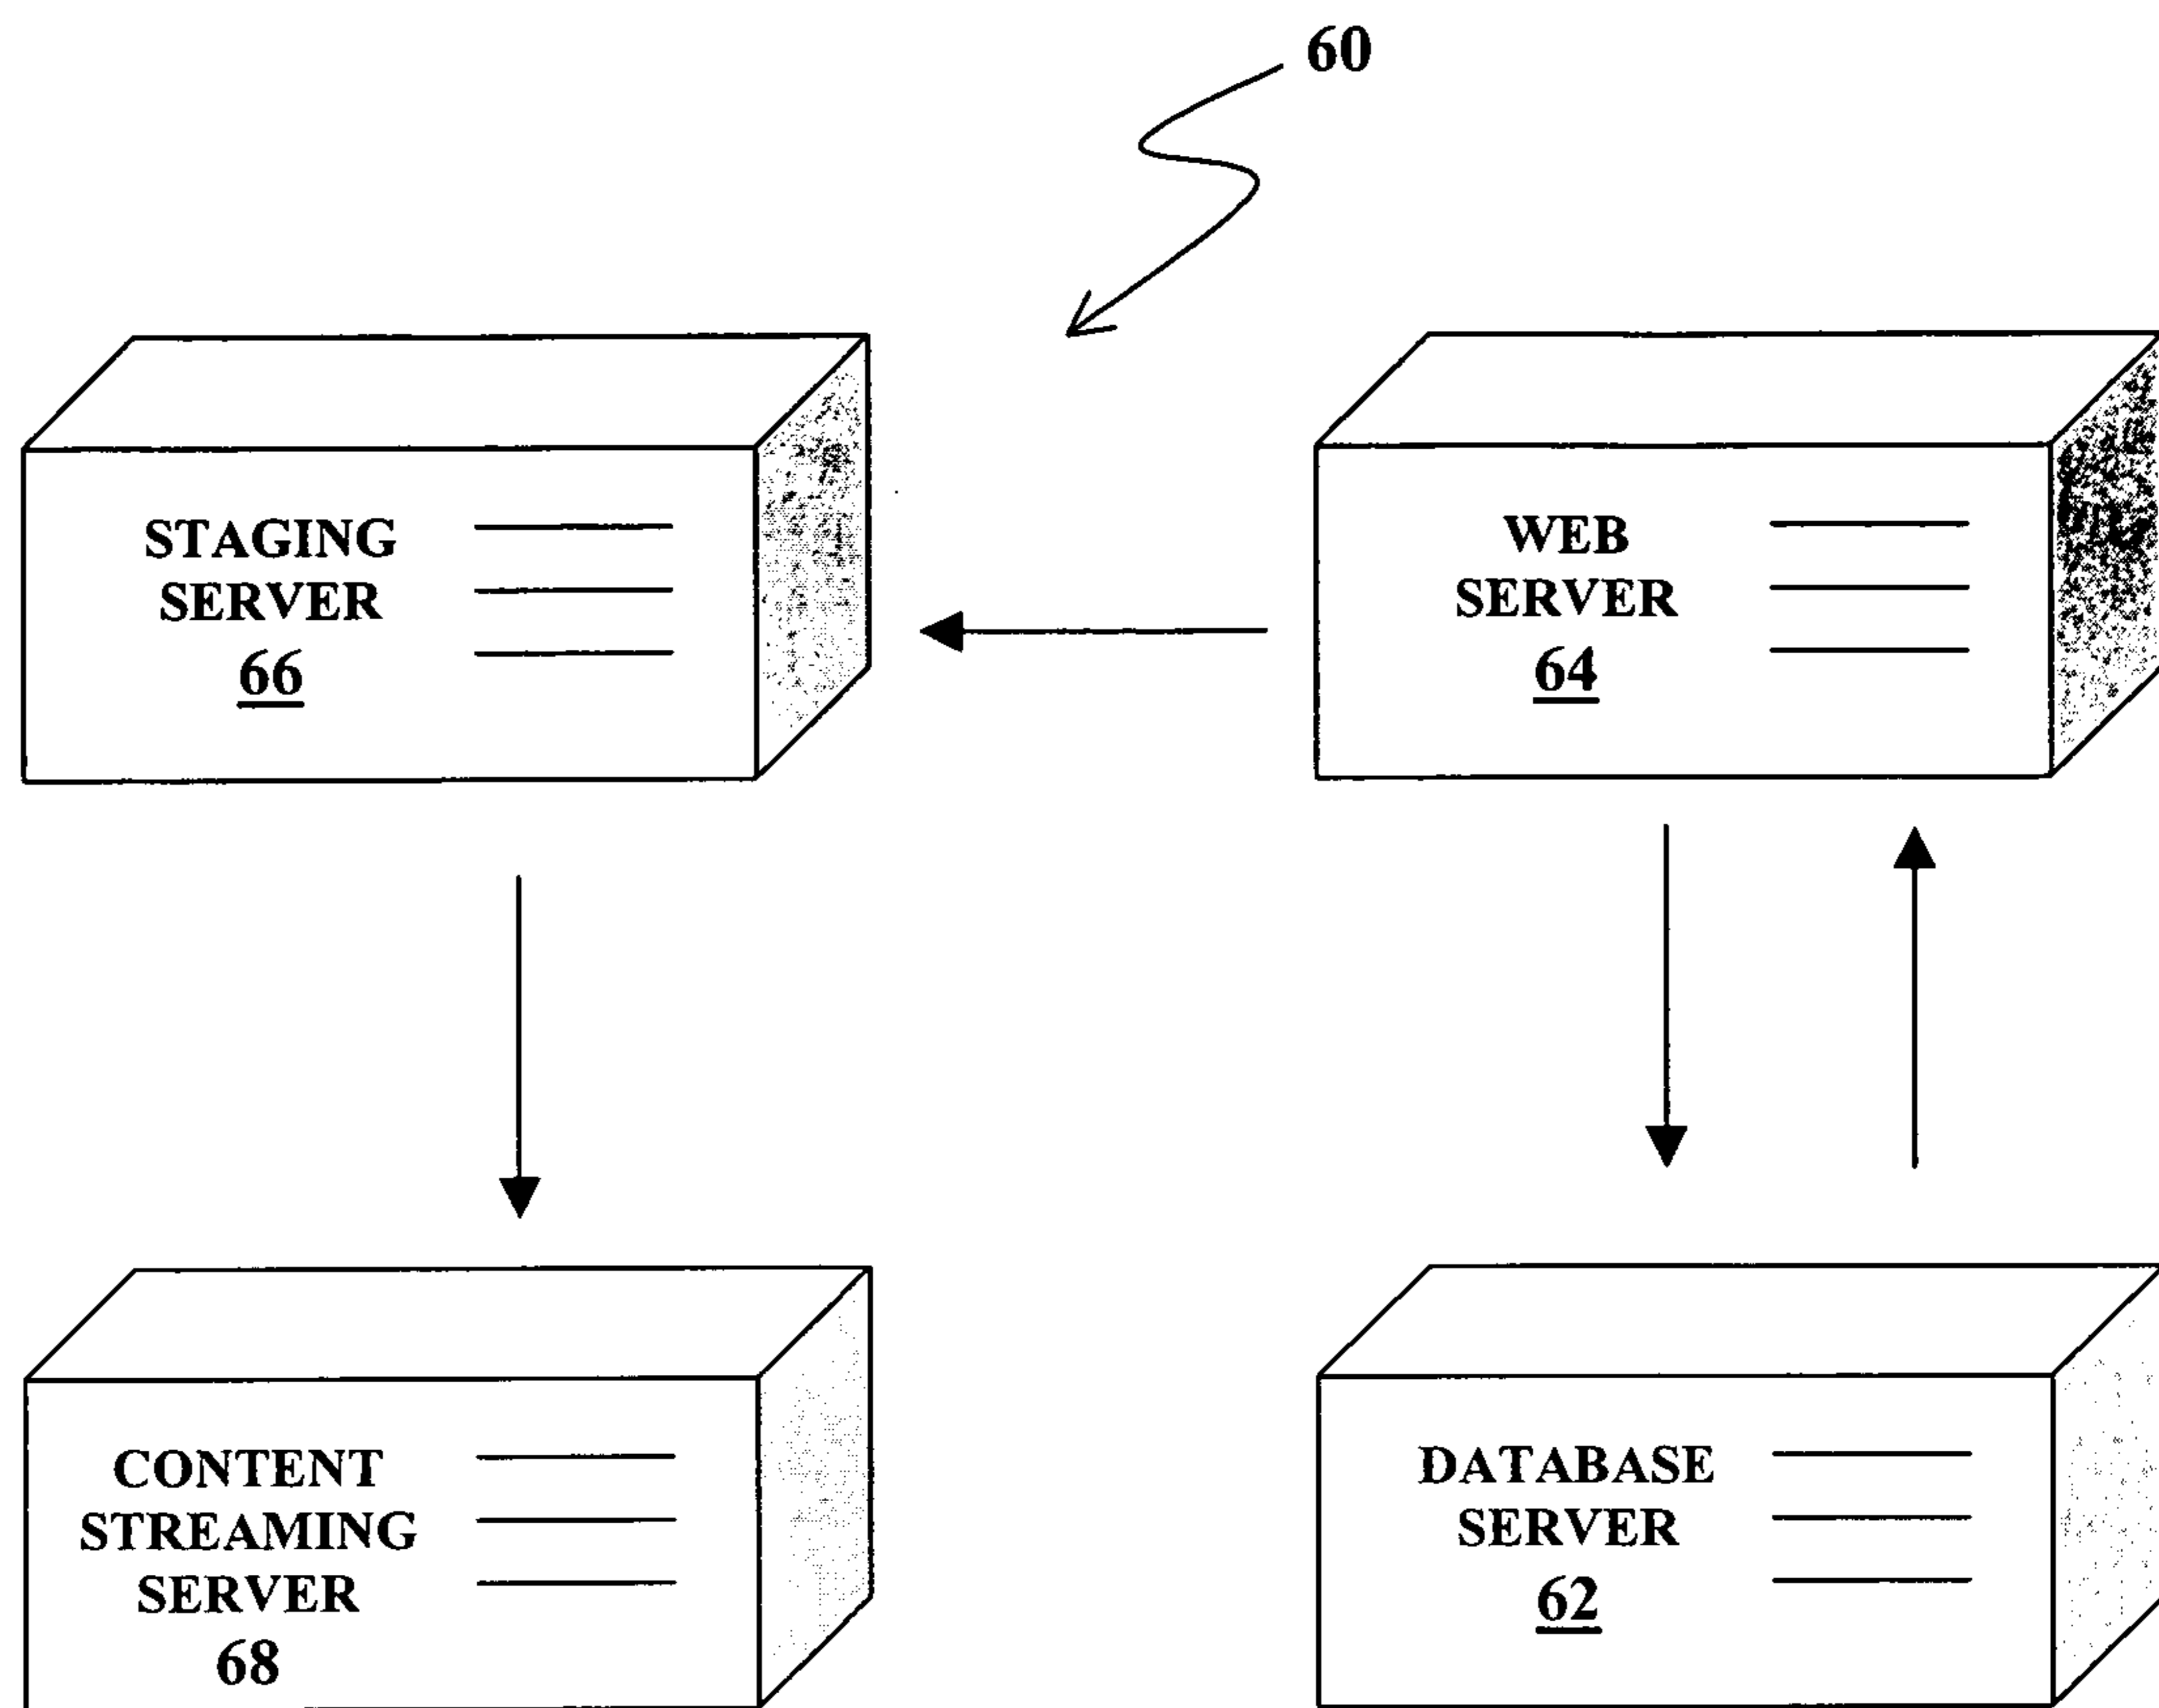 60
STAGING
SERVER
66
WEB
SERVER
64
CONTENT
STREAMING
SERVER
68
DATABASE
SERVER
62